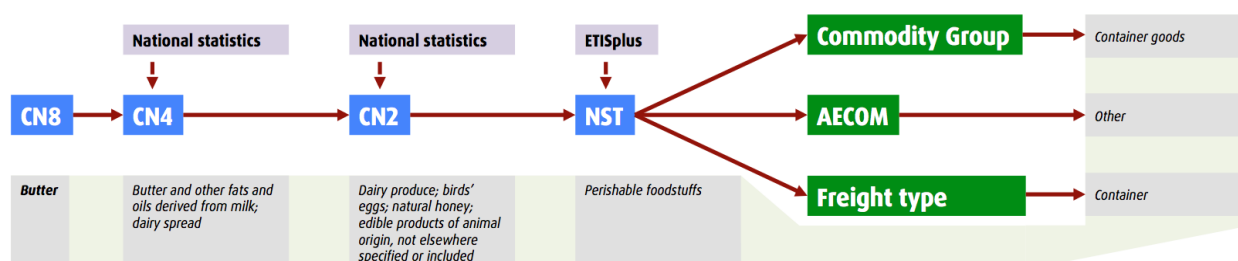 National statistics
National statistics
ETISplus
Commodity Group
Container goods
CN8
CN4
CN2
NST
AECOM
Other
Freight type
Container
Butter
Butter and other fats and
oils derived from milk;
dairy spread
Dairy produce; birds’
eggs; natural honey;
edible products of animal
origin, not elsewhere
specified or included
Perishable foodstuffs